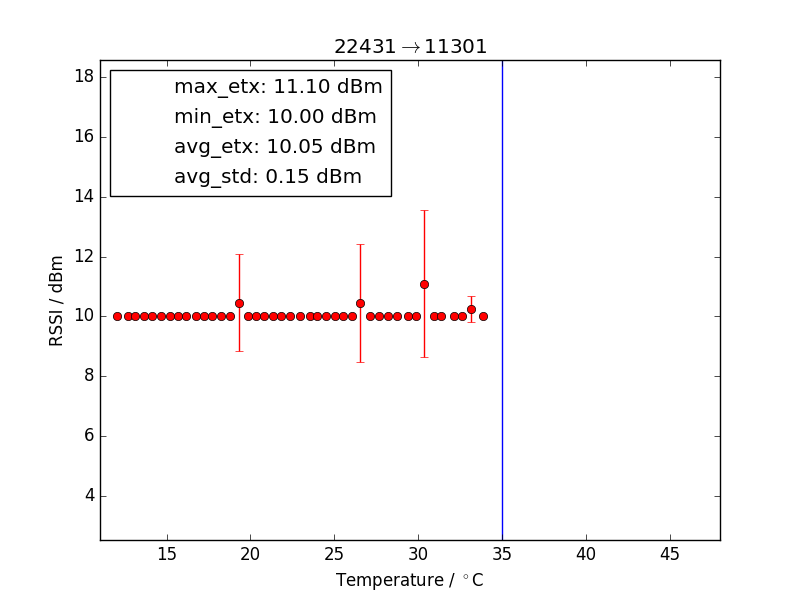 22431→11301
max_etx: 11.10 dBm
min_etx: 10.00 dBm
avg_etx: 10.05 dBm
avg_std: 0.15 dBm
18
16
14
12
10
8
6
4
RSSI / dBm
15 20 25 30 35 40 45
Temperature / °C